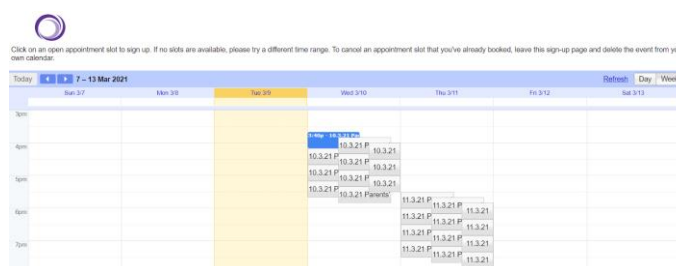 Click on an open appointment slot to sign up. If no slots are available, please try a different time range. To cancel an appointment slot that you've already booked, leave this sign-up page and delete the event from
own calendar.
Today 7 – 13 Mar 2021 Refresh Day Week
Sun 3/7 Mon 3/8 Tue 3/9 Wed 3/10 Thu 3/11 Fri 3/12 Sat 3/13
3pm
3:40p - 10.3.21 Par
4pm
10.3.21 P
10.3.21
10.3.21 P
10.3.21 P
10.3.21
10.3.21 P
5pm
10.3.21 P
10.3.21
10.3.21 P
10.3.21 Parents'
11.3.21 P
11.3.21 P
6pm
11.3.21
11.3.21 P
11.3.21 P
11.3.21
11.3.21 P
11.3.21 P
7pm
11.3.21
11.3.21 P
11.3.21 P
11.3.21